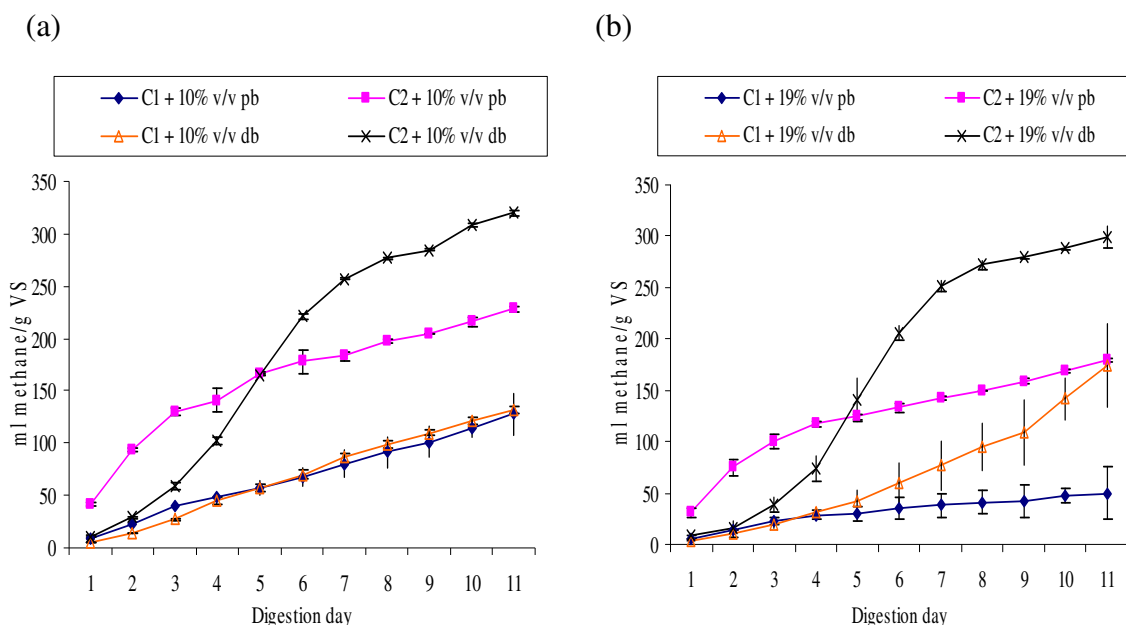 (a)
(b)
C1 + 10% v/v pb
C2 + 10% v/v pb
C1 + 10% v/v db
C2 + 10% v/v db
C1 + 19% v/v pb
C2 + 19% v/v pb
C1 + 19% v/v db
C2 + 19% v/v db
ml methane/g VS
350
300
250
200
150
100
50
0
1 2 3 4 5 6 7 8 9 10 11
Digestion day
ml methane/g VS
350
300
250
200
150
100
50
0
1 2 3 4 5 6 7 8 9 10 11
Digestion day